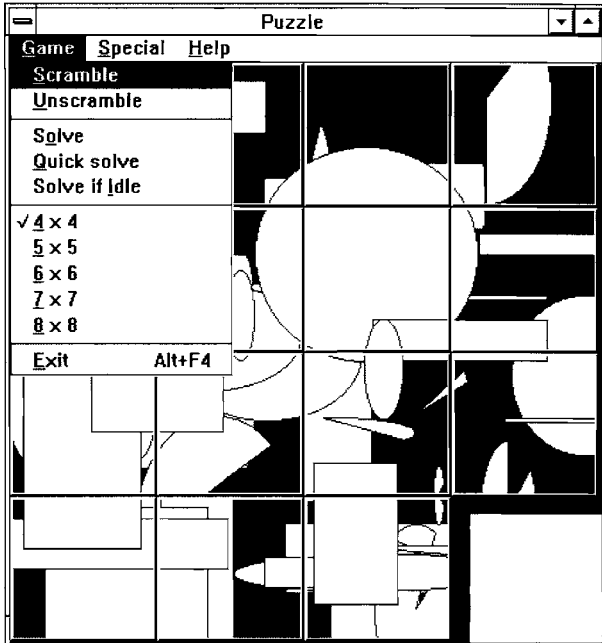 Puzzle
Game Special Help
Scramble
Unscramble
Solve
Quick solve
Solve if Idle
√ 4 × 4
5 × 5
6 × 6
7 × 7
8 × 8
Exit Alt+F4